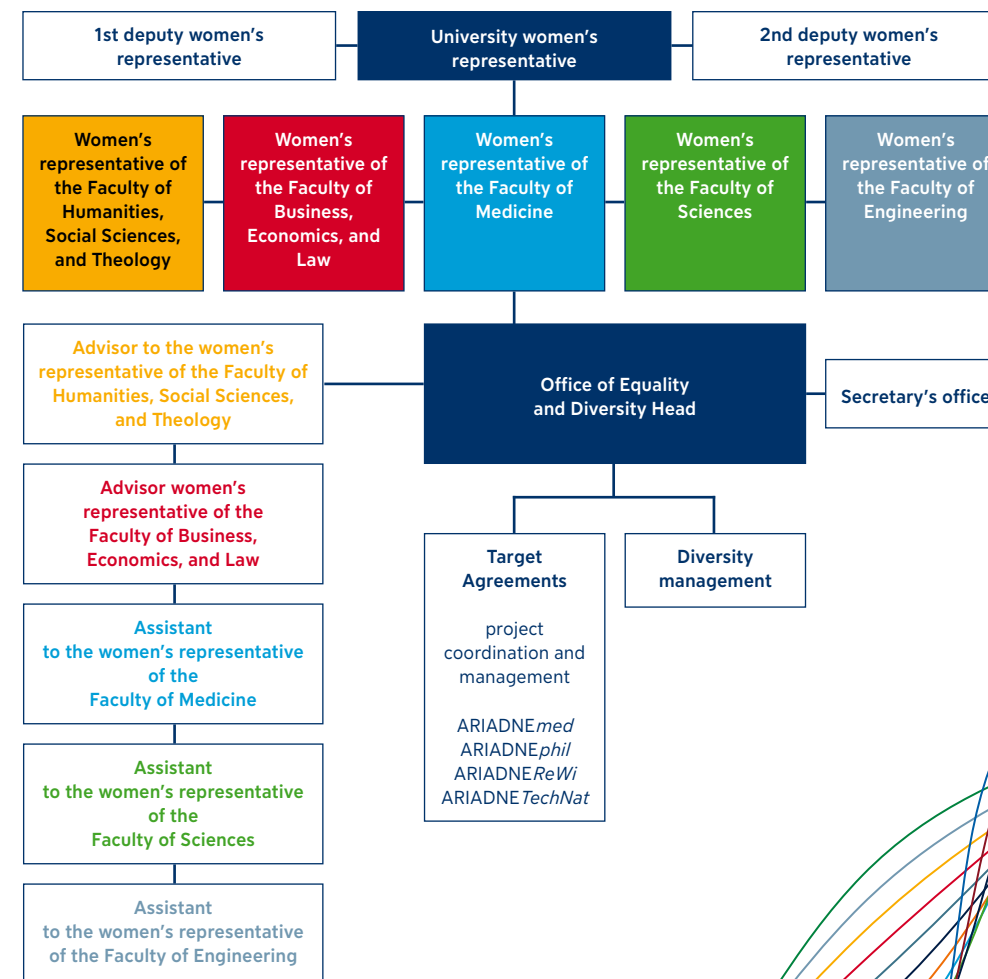 1st deputy women's
representative
University women's
representative
2nd deputy women's
representative
Women's
representative of
the Faculty of
Humanities,
Social Sciences,
and Theology
Women's
representative of
the Faculty of
Business,
Economics, and
Law
Women's
representative of
the Faculty of
Medicine
Women's
representative of
the Faculty of
Sciences
Women's
representative of
the Faculty of
Engineering
Advisor to the women's
representative of the Faculty of
Humanities, Social Sciences,
and Theology
Office of Equality
and Diversity Head
Secretary's office
Advisor women's
representative of the
Faculty of Business,
Economics, and Law
Target
Agreements
project
coordination and
management
ARIADNEmed
ARIADNEphil
ARIADNEReWi
ARIADNETechNat
Diversity
management
Assistant
to the women's representative
of the
Faculty of Medicine
Assistant
to the women's representative
of the
Faculty of Sciences
Assistant
to the women's representative
of the Faculty of Engineering